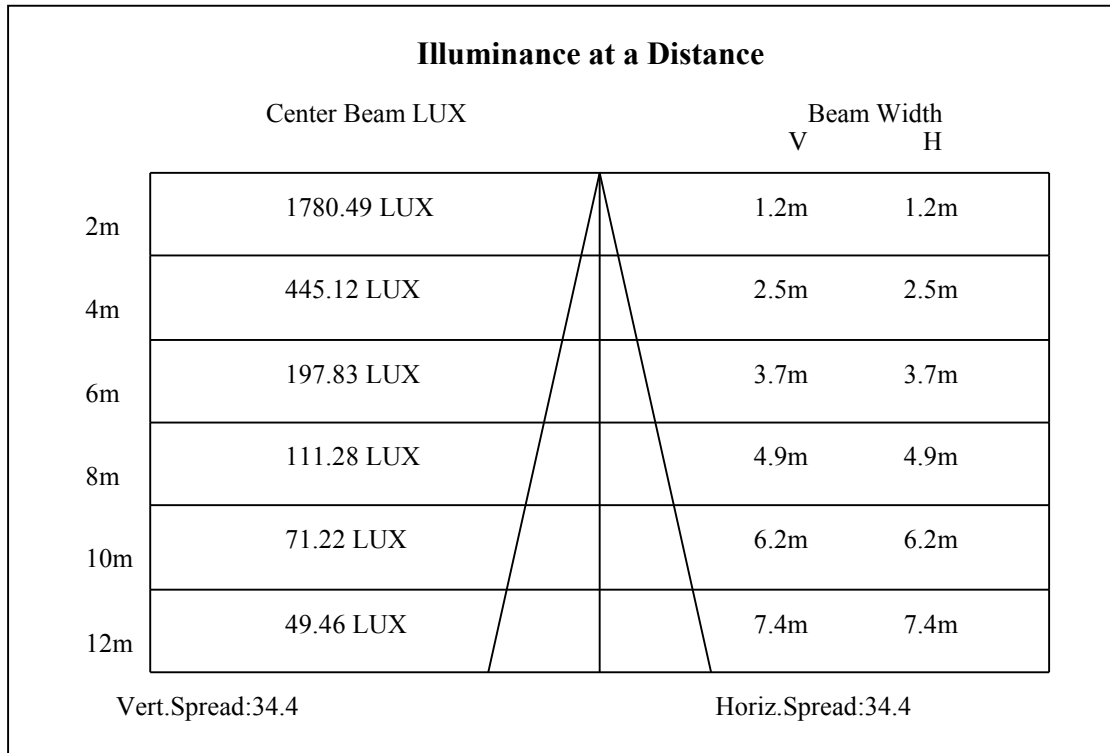 Illuminance at a Distance
Center Beam LUX Beam Width
V H
2m 1780.49 LUX 1.2m 1.2m
4m 445.12 LUX 2.5m 2.5m
6m 197.83 LUX 3.7m 3.7m
8m 111.28 LUX 4.9m 4.9m
10m 71.22 LUX 6.2m 6.2m
12m 49.46 LUX 7.4m 7.4m
Vert.Spread:34.4 Horiz.Spread:34.4